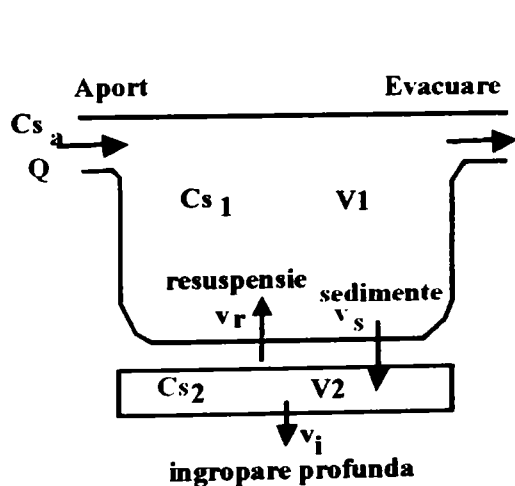 Aport Evacuare
Cs a
Q
Cs 1 V1
resuspensie sedimente
v r v s
Cs2 V2
v i
ingropare profunda